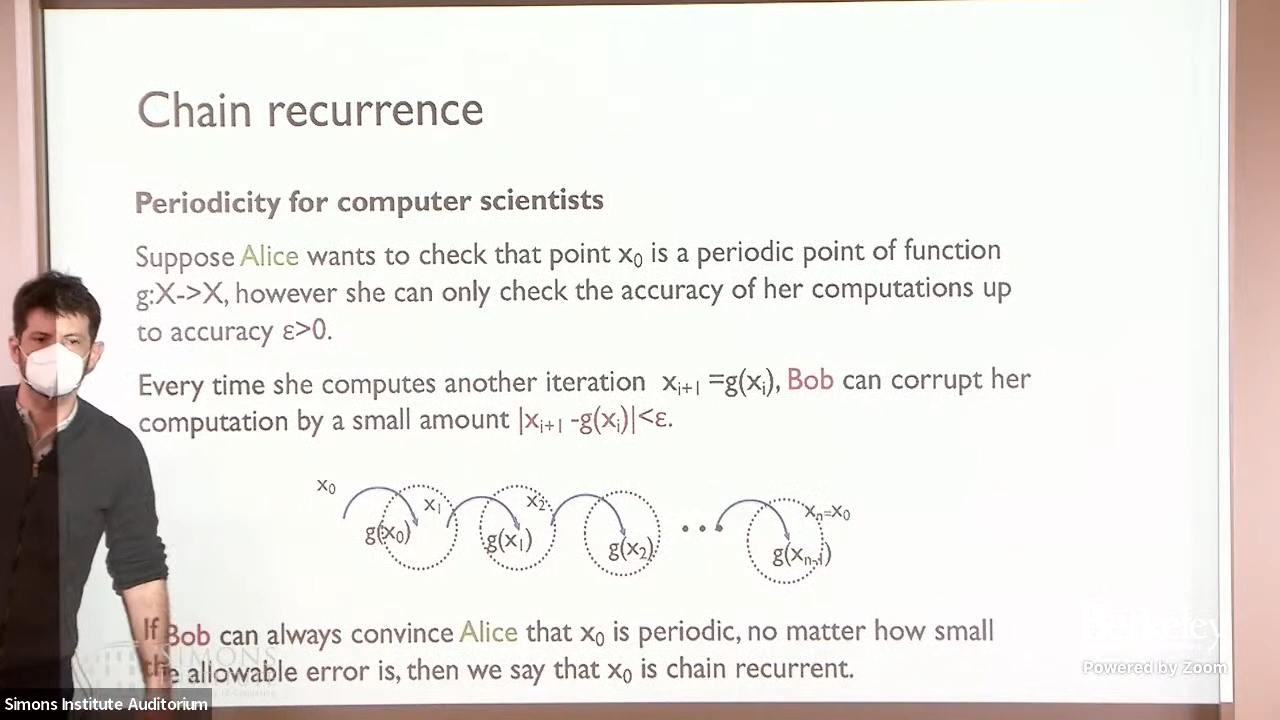 Chain recurrence
Periodicity for computer scientists
Suppose Alice wants to check that point x₀ is a periodic point of function
g:X->X, however she can only check the accuracy of her computations up
to accuracy ε>0.
Every time she computes another iteration xᵢ₊₁ =g(xᵢ), Bob can corrupt her
computation by a small amount |xᵢ₊₁ -g(xᵢ)|<ε.
x₀ x₁ x₂ xₙ=x₀
g(x₀) g(x₁) g(x₂) ... g(xₙ₋₁)
If Bob can always convince Alice that x₀ is periodic, no matter how small
the allowable error is, then we say that x₀ is chain recurrent.
SIMONS
Berkeley
Powered by Zoom
Simons Institute Auditorium